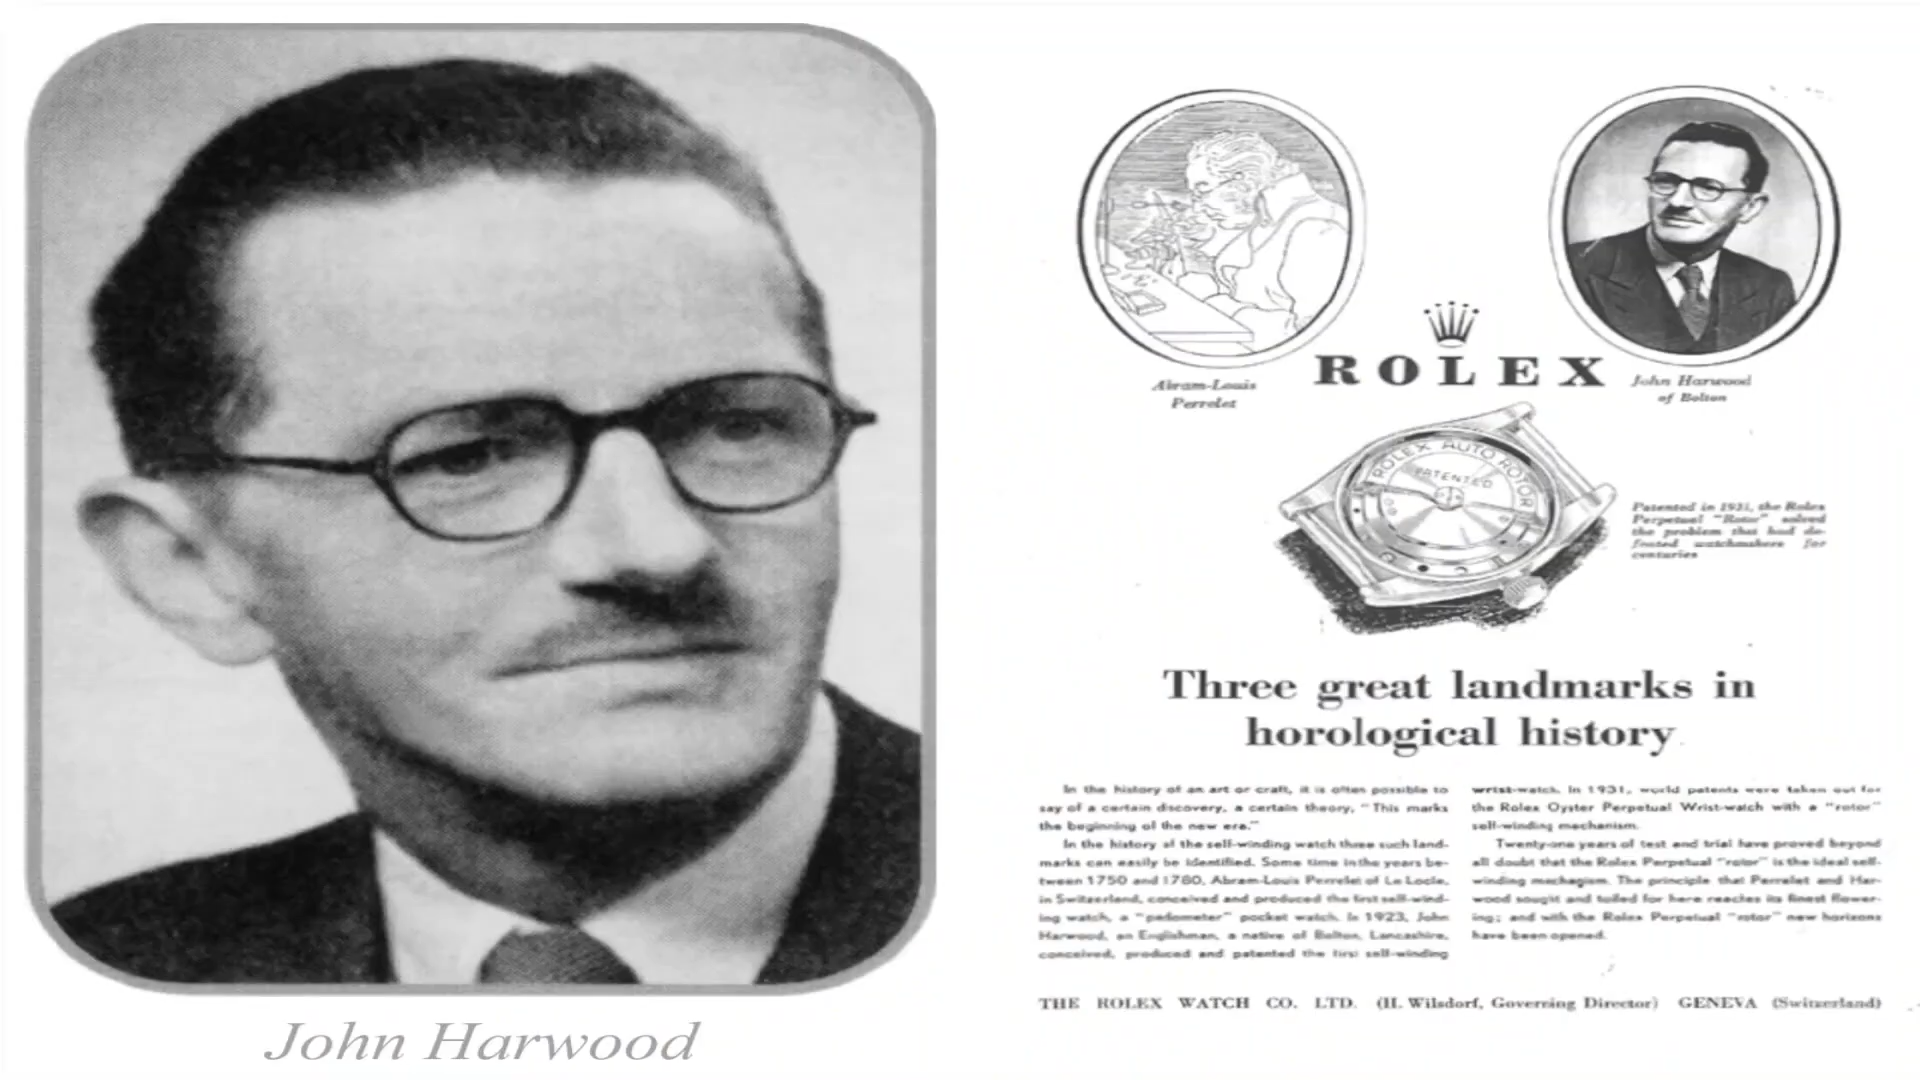 John Harwood
Abram-Louis
Perrelet
ROLEX
John Harwood
of Bolton
ROLEX AUTO ROTOR
PATENTED
Patented in 1931, the Rolex
Perpetual "Rotor" solved
the problem that had de-
feated watchmakers for
centuries
Three great landmarks in
horological history
In the history of an art or craft, it is often possible to
say of a certain discovery, a certain theory, "This marks
the beginning of the new era."
In the history of the self-winding watch three such land-
marks can easily be identified. Some time in the years be-
tween 1750 and 1780, Abram-Louis Perrelet of Le Locle,
in Switzerland, conceived and produced the first self-wind-
ing watch, a "pedometer" pocket watch. In 1923, John
Harwood, an Englishman, a native of Bolton, Lancashire,
conceived, produced and patented the first self-winding
wrist-watch. In 1931, world patents were taken out for
the Rolex Oyster Perpetual Wrist-watch with a "rotor"
self-winding mechanism.
Twenty-one years of test and trial have proved beyond
all doubt that the Rolex Perpetual "rotor" is the ideal self-
winding mechagism. The principle that Perrelet and Har-
wood sought and toiled for here reaches its finest flower-
ing; and with the Rolex Perpetual "rotor" new horizons
have been opened.
THE ROLEX WATCH CO. LTD. (H. Wilsdorf, Governing Director) GENEVA (Switzerland)